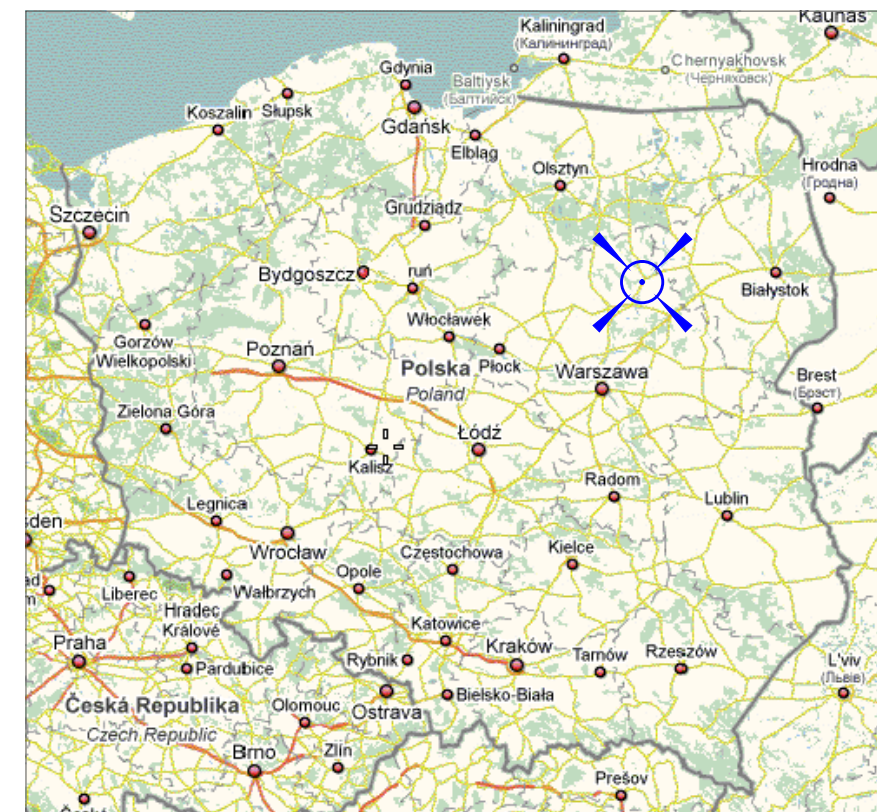 Kaliningrad
(Калининград)
Kaunas
Gdynia
Baltiysk
(Балтийск)
Chernyakhovsk
(Черняховск)
Koszalin
Słupsk
Gdańsk
Elbląg
Olsztyn
Hrodna
(Гродна)
Szczecin
Grudziądz
Bydgoszcz
ruń
Białystok
Włocławek
Gorzów
Wielkopolski
Poznań
Polska
Poland
Płock
Warszawa
Brest
(Брэст)
Zielona Góra
Łódź
Kalisz
Radom
Lublin
Legnica
sden
Wrocław
Częstochowa
Kielce
Opole
Wałbrzych
Liberec
ad
m
Hradec
Králové
Katowice
Praha
Kraków
Rybnik
Tarnów
Rzeszów
L'viv
(Львів)
Pardubice
Bielsko-Biała
Česká Republika
Czech Republic
Olomouc
Ostrava
Brno
Zlín
Prešov